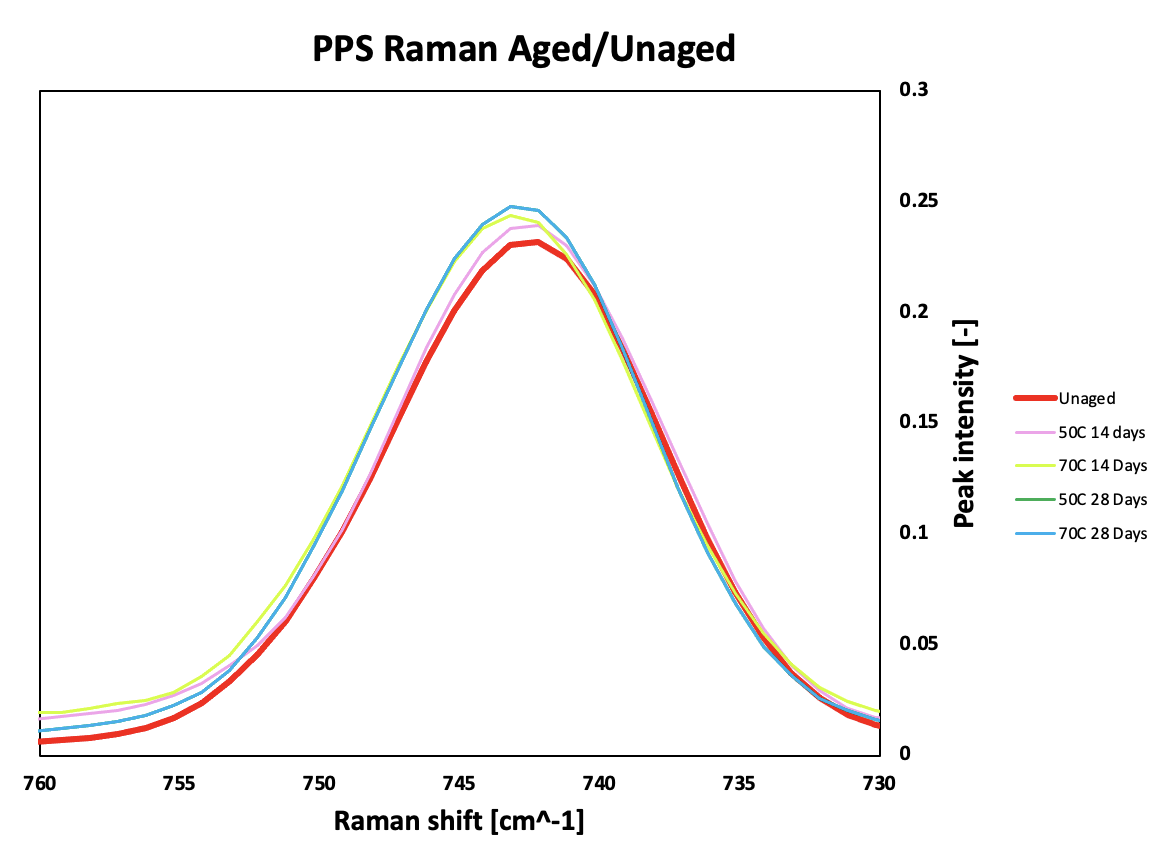 PPS Raman Aged/Unaged
0.3
0.25
0.2
0.15
0.1
0.05
0
Peak intensity [-]
760 755 750 745 740 735 730
Raman shift [cm^-1]
Unaged
50C 14 days
70C 14 Days
50C 28 Days
70C 28 Days